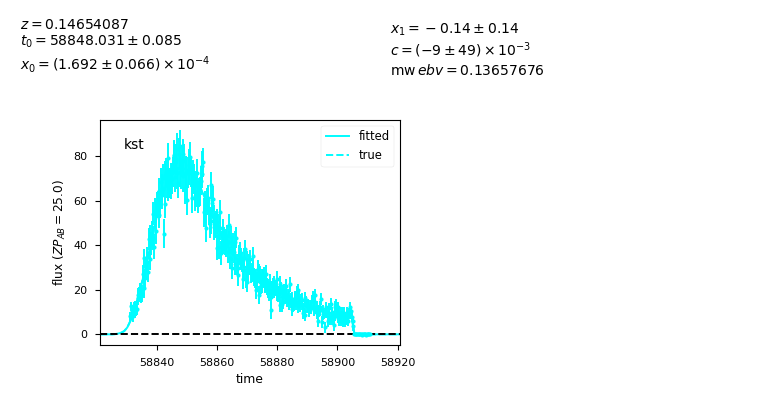 z = 0.14654087
t₀ = 58848.031 ± 0.085
x₀ = (1.692 ± 0.066) × 10⁻⁴
x₁ = −0.14 ± 0.14
c = (−9 ± 49) × 10⁻³
mw ebv = 0.13657676
kst
fitted
true
flux (ZP_AB = 25.0)
80
60
40
20
0
58840 58860 58880 58900 58920
time